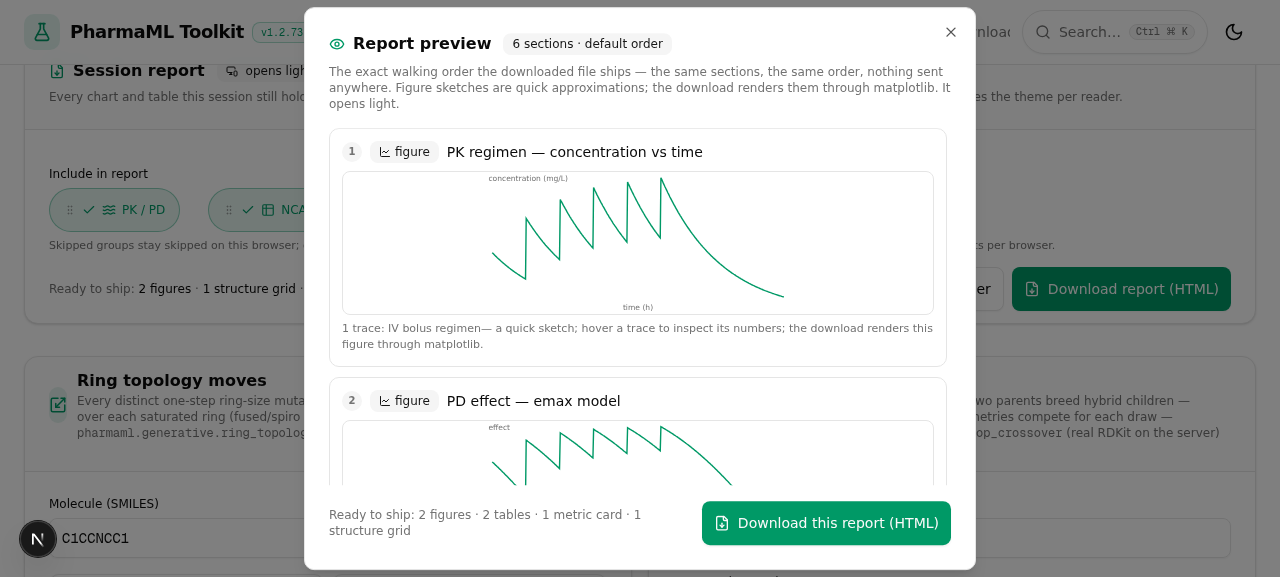 PharmaML Toolkit
v1.2.73
Search…
Ctrl ⌘ K
Session report
opens ligh
Every chart and table this session still hold
es the theme per reader.
Include in report
PK / PD
NCA
Skipped groups stay skipped on this browser;
ts per browser.
Ready to ship: 2 figures · 1 structure grid ·
er
Download report (HTML)
Report preview
6 sections · default order
The exact walking order the downloaded file ships — the same sections, the same order, nothing sent
anywhere. Figure sketches are quick approximations; the download renders them through matplotlib. It
opens light.
1
figure
PK regimen — concentration vs time
concentration (mg/L)
time (h)
1 trace: IV bolus regimen— a quick sketch; hover a trace to inspect its numbers; the download renders this
figure through matplotlib.
2
figure
PD effect — emax model
effect
Ready to ship: 2 figures · 2 tables · 1 metric card · 1
structure grid
Download this report (HTML)
Ring topology moves
Every distinct one-step ring-size muta
over each saturated ring (fused/spiro
pharmaml.generative.ring_topolog
wo parents breed hybrid children —
netries compete for each draw —
op_crossover (real RDKit on the server)
Molecule (SMILES)
C1CCNCC1
N